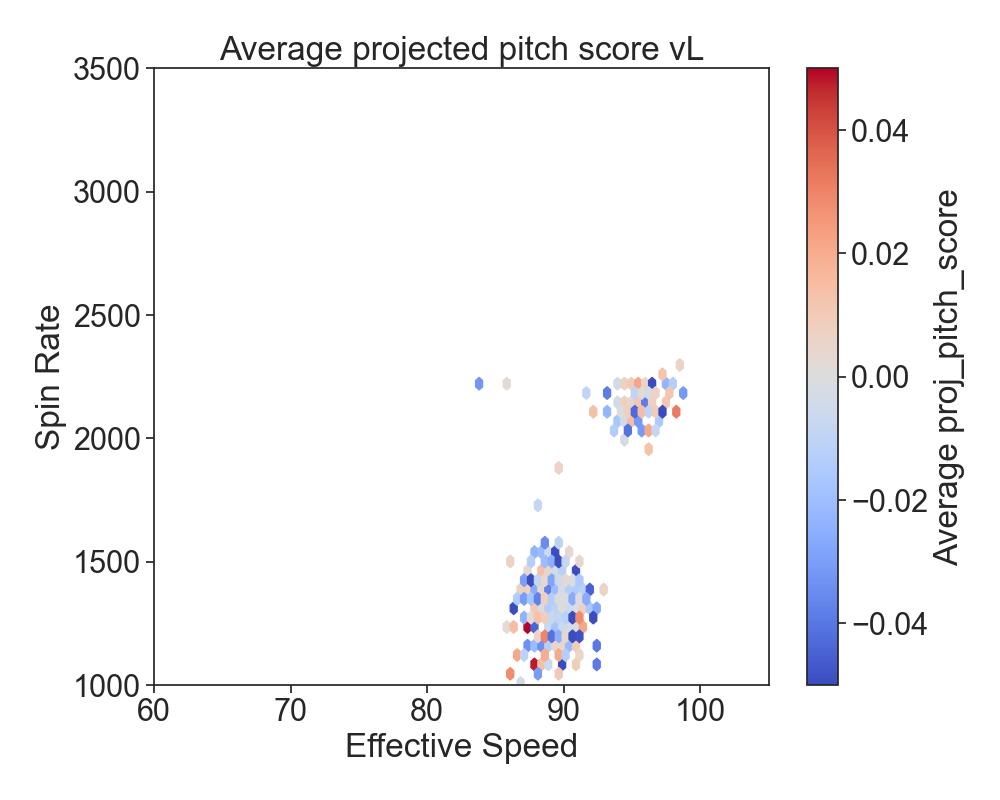 Average projected pitch score vL
3500
3000
2500
2000
1500
1000
Spin Rate
60 70 80 90 100
Effective Speed
0.04
0.02
0.00
−0.02
−0.04
Average proj_pitch_score